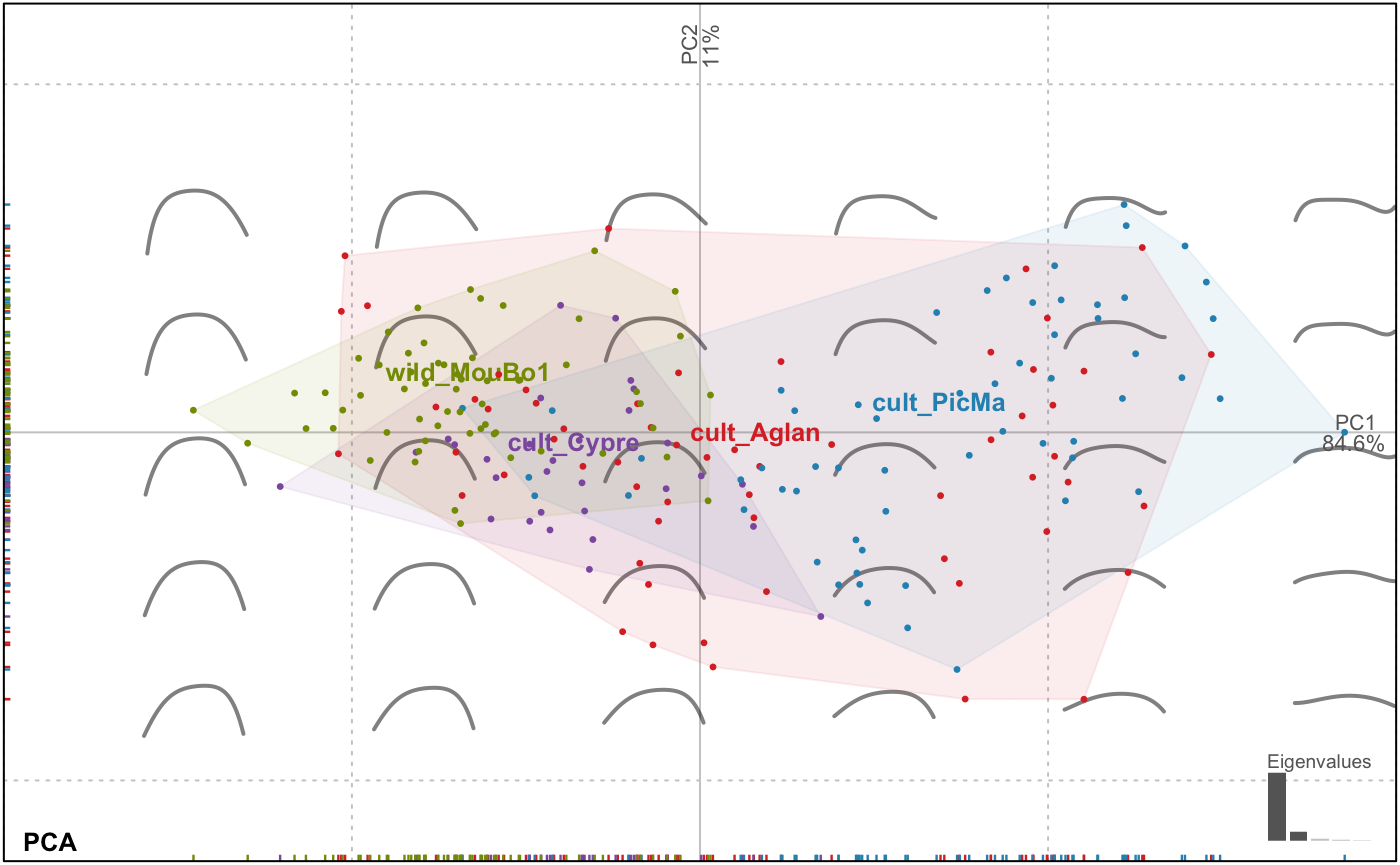 PC2
11%
wild_MouBo1
cult_PicMa
cult_Aglan
cult_Cypre
PC1
84.6%
Eigenvalues
PCA